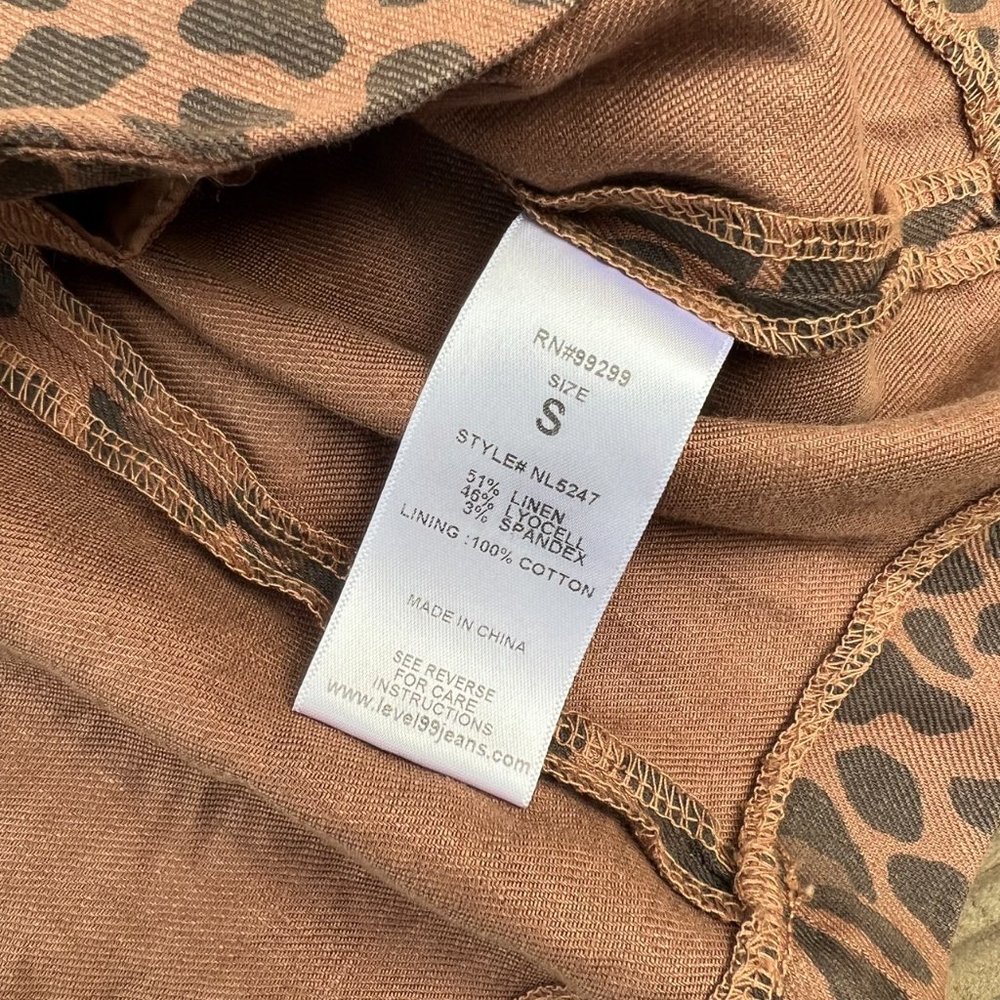 RN#99299
SIZE
S
STYLE# NL5247
51% LINEN
46% LYOCELL
3% SPANDEX
LINING :100% COTTON
MADE IN CHINA
SEE REVERSE
FOR CARE
INSTRUCTIONS
www.level99jeans.com